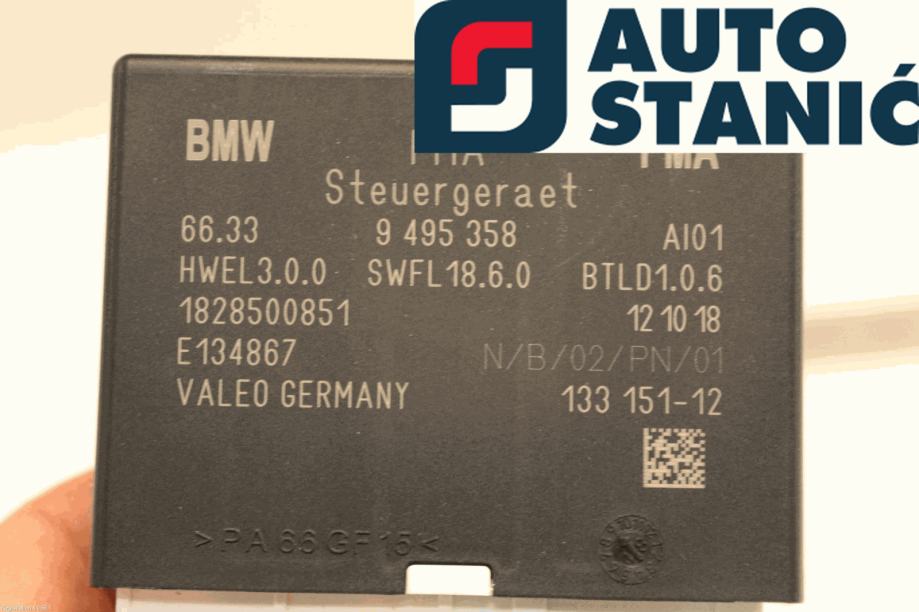 AUTO
STANIĆ
BMW PMA
Steuergeraet
66.33 9 495 358 AI01
HWEL3.0.0 SWFL18.6.0 BTLD1.0.6
1828500851 12 10 18
E134867 N/B/02/PN/01
VALEO GERMANY 133 151-12
>PA 66 GF15<